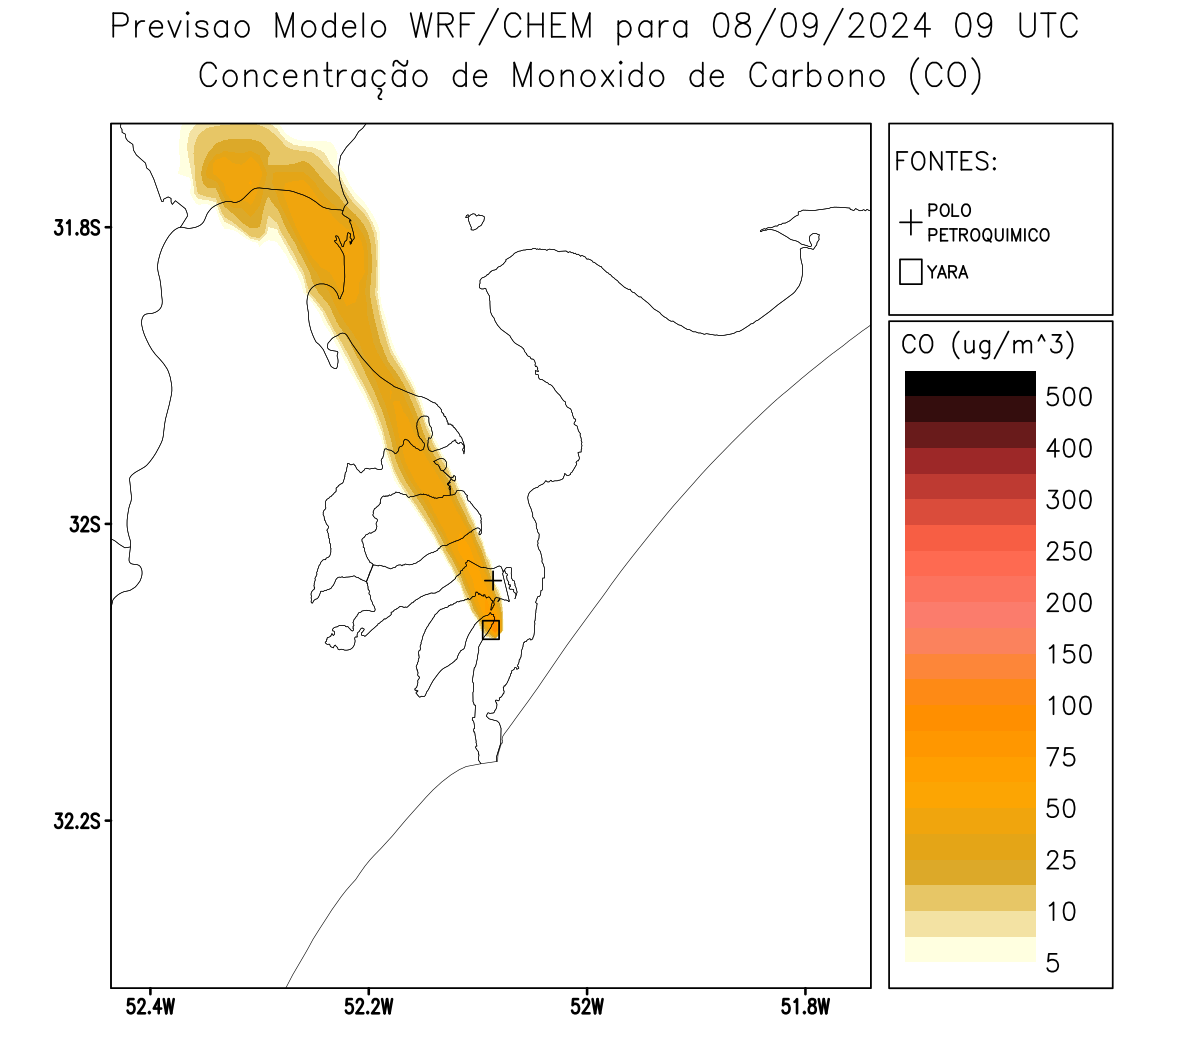 Previsao Modelo WRF/CHEM para 08/09/2024 09 UTC
Concentração de Monoxido de Carbono (CO)
FONTES:
POLO
PETROQUIMICO
YARA
CO (ug/m^3)
500
400
300
250
200
150
100
75
50
25
10
5
31.8S
32S
32.2S
52.4W
52.2W
52W
51.8W